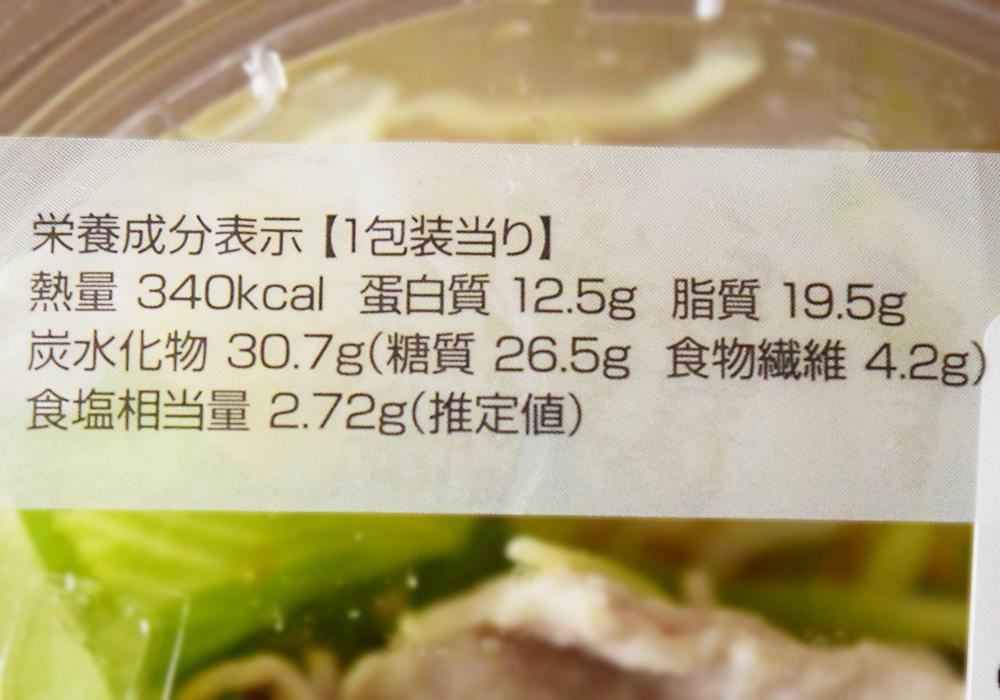 栄養成分表示【1包装当り】
熱量 340kcal 蛋白質 12.5g 脂質 19.5g
炭水化物 30.7g(糖質 26.5g 食物繊維 4.2g)
食塩相当量 2.72g(推定値)